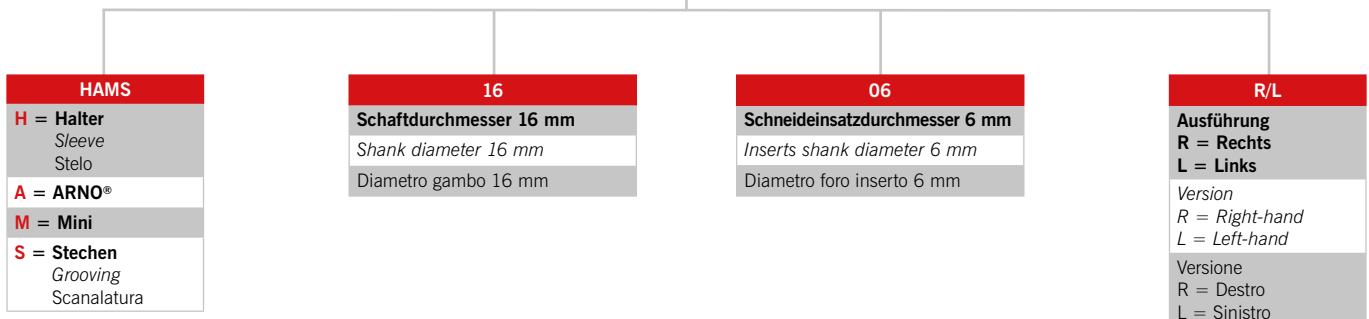 HAMS
H = Halter
Sleeve
Stelo
A = ARNO®
M = Mini
S = Stechen
Grooving
Scanalatura
16
Schaftdurchmesser 16 mm
Shank diameter 16 mm
Diametro gambo 16 mm
06
Schneideinsatzdurchmesser 6 mm
Inserts shank diameter 6 mm
Diametro foro inserto 6 mm
R/L
Ausführung
R = Rechts
L = Links
Version
R = Right-hand
L = Left-hand
Versione
R = Destro
L = Sinistro